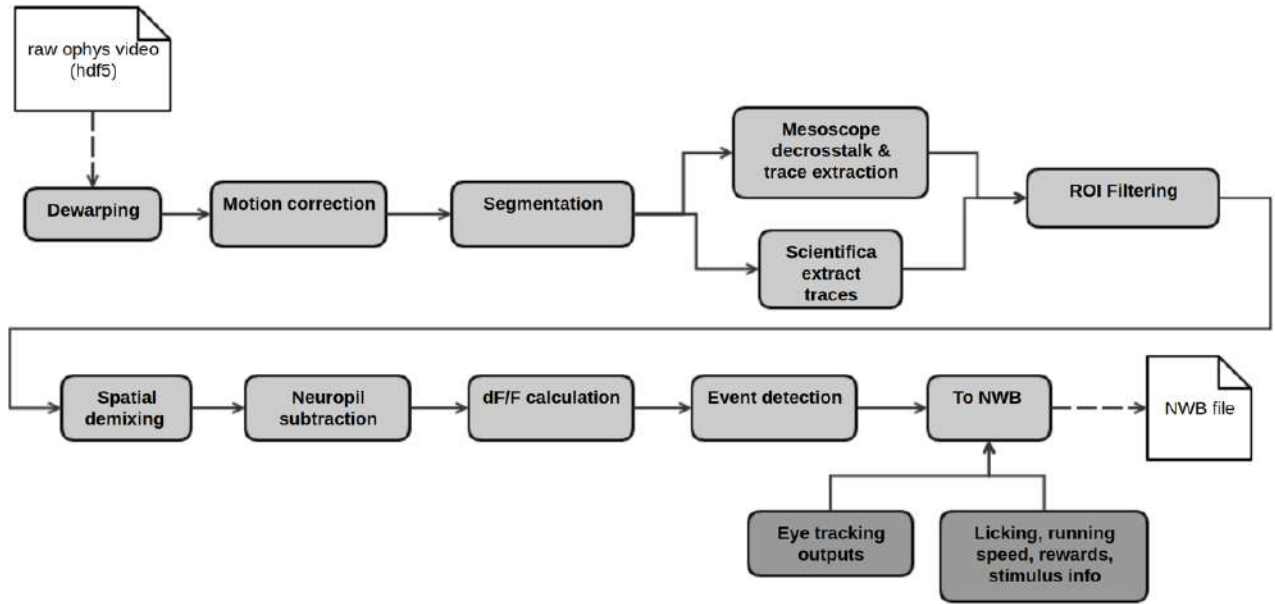 raw ophys video
(hdf5)
Dewarping
Motion correction
Segmentation
Mesoscope
decrosstalk &
trace extraction
Scientifica
extract
traces
ROI Filtering
Spatial
demixing
Neuropil
subtraction
dF/F calculation
Event detection
To NWB
NWB file
Eye tracking
outputs
Licking, running
speed, rewards,
stimulus info